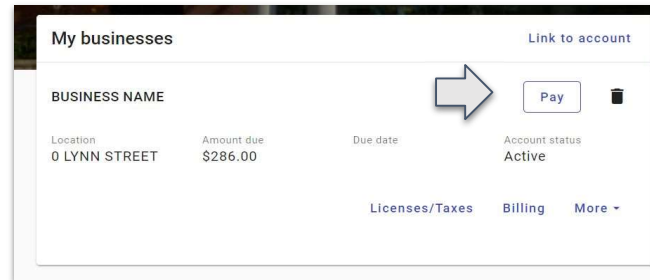 My businesses Link to account
BUSINESS NAME Pay
Location Amount due Due date Account status
0 LYNN STREET $286.00 Active
Licenses/Taxes Billing More